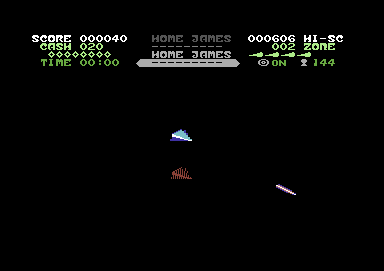 SCORE 000040 HOME JAMES 000606 HI-SC
CASH 020 002 ZONE
HOME JAMES
TIME 00:00 ON 144